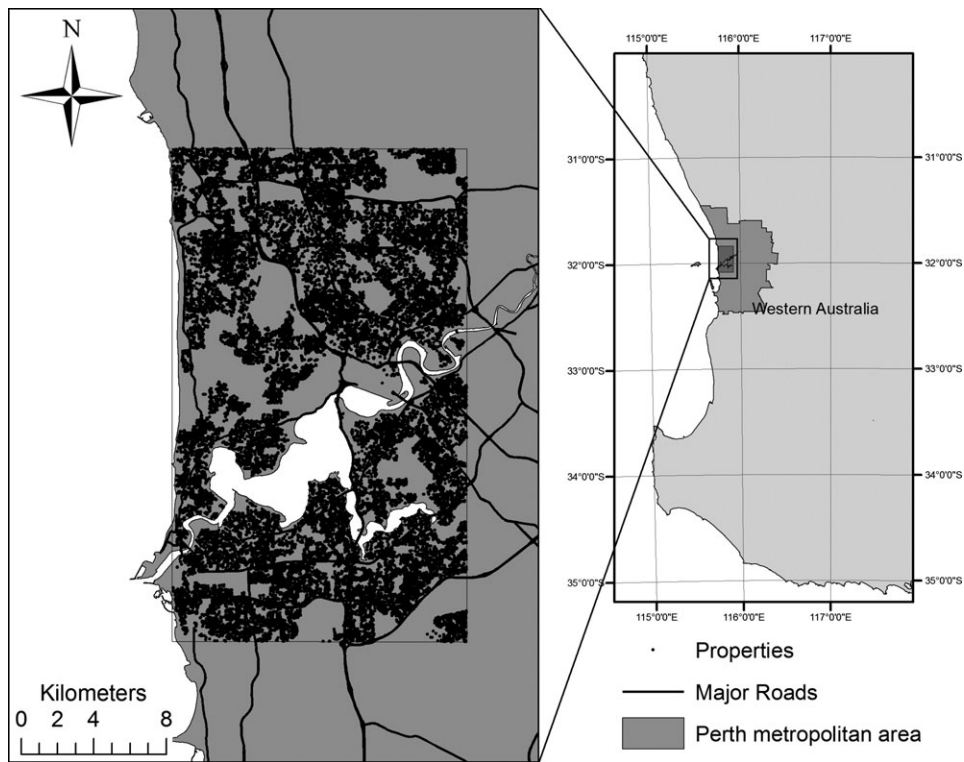 N
Kilometers
0 2 4 8
115°0'0"E 116°0'0"E 117°0'0"E
31°0'0"S 31°0'0"S
32°0'0"S 32°0'0"S
Western Australia
33°0'0"S 33°0'0"S
34°0'0"S 34°0'0"S
35°0'0"S 35°0'0"S
115°0'0"E 116°0'0"E 117°0'0"E
Properties
Major Roads
Perth metropolitan area